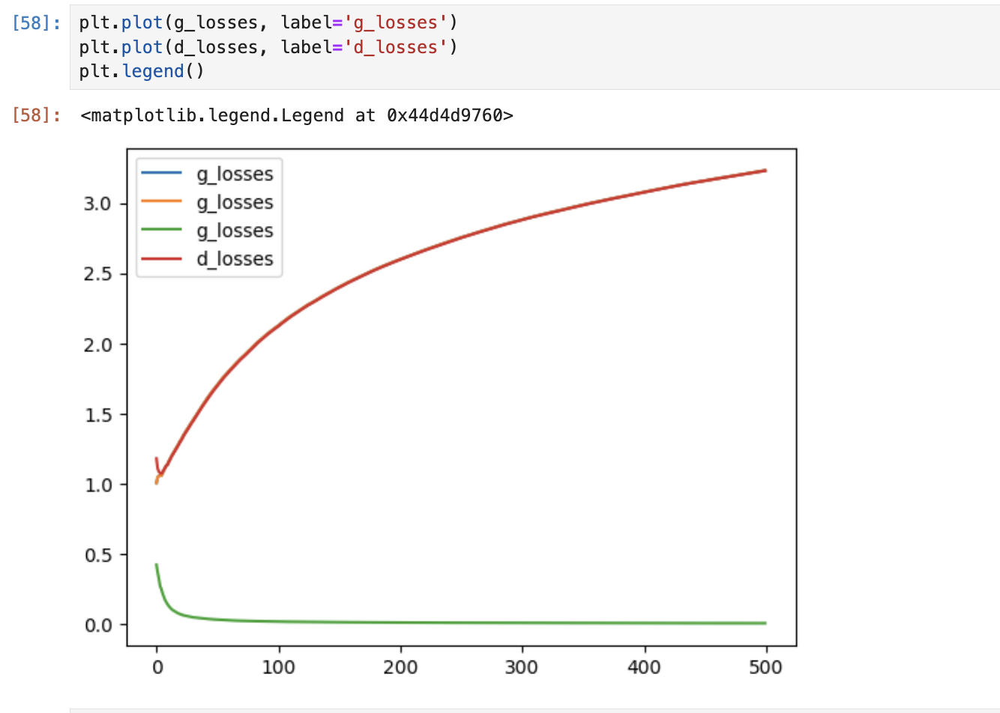 [58]: plt.plot(g_losses, label='g_losses')
plt.plot(d_losses, label='d_losses')
plt.legend()
[58]: <matplotlib.legend.Legend at 0x44d4d9760>
g_losses
g_losses
g_losses
d_losses
3.0
2.5
2.0
1.5
1.0
0.5
0.0
0 100 200 300 400 500